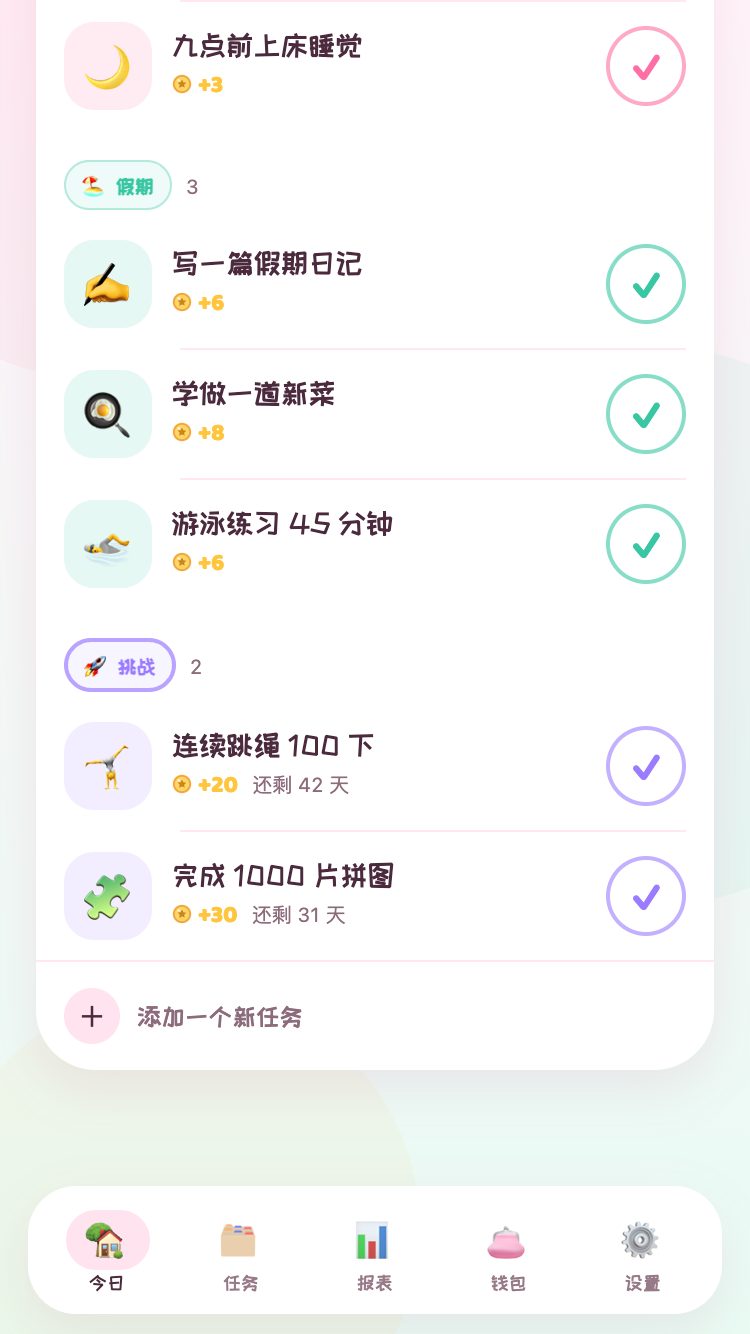 九点前上床睡觉
+3
假期 3
写一篇假期日记
+6
学做一道新菜
+8
游泳练习 45 分钟
+6
挑战 2
连续跳绳 100 下
+20 还剩 42 天
完成 1000 片拼图
+30 还剩 31 天
+ 添加一个新任务
今日 任务 报表 钱包 设置